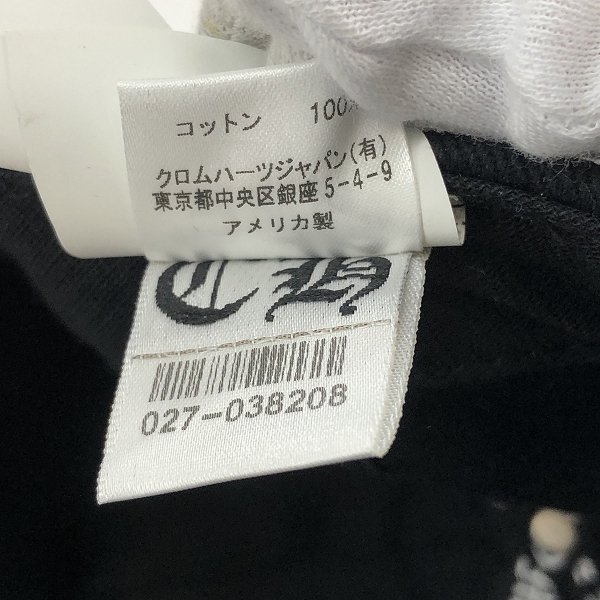 コットン 100%
クロムハーツジャパン(有)
東京都中央区銀座5-4-9
アメリカ製
027-038208